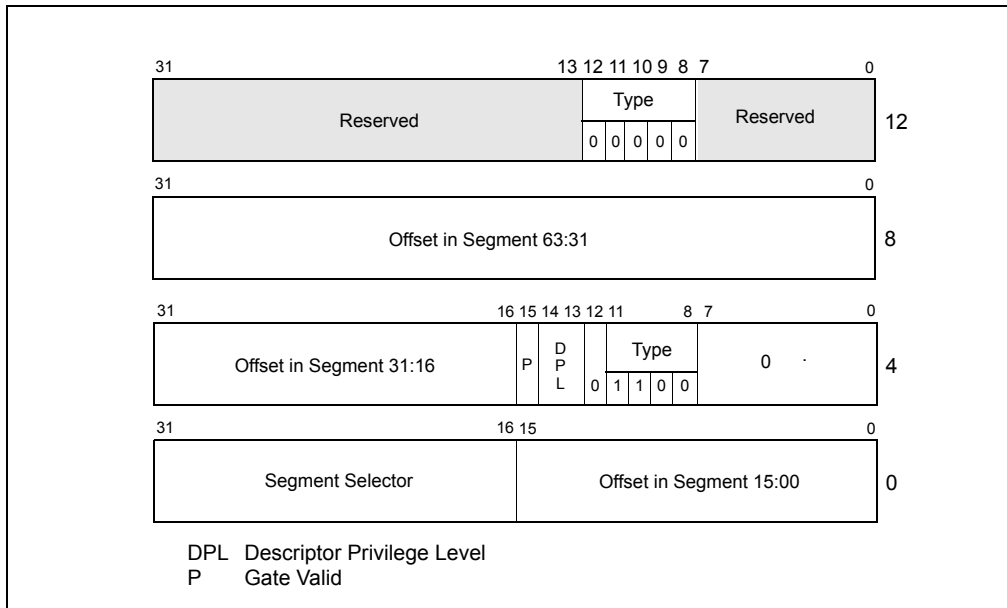 31 13 12 11 10 9 8 7 0
Type
Reserved Reserved 12
0 0 0 0 0
31 0
Offset in Segment 63:31 8
31 16 15 14 13 12 11 8 7 0
Offset in Segment 31:16 P DPL Type 0 . 4
0 1 1 0 0
31 16 15 0
Segment Selector Offset in Segment 15:00 0
DPL Descriptor Privilege Level
P Gate Valid